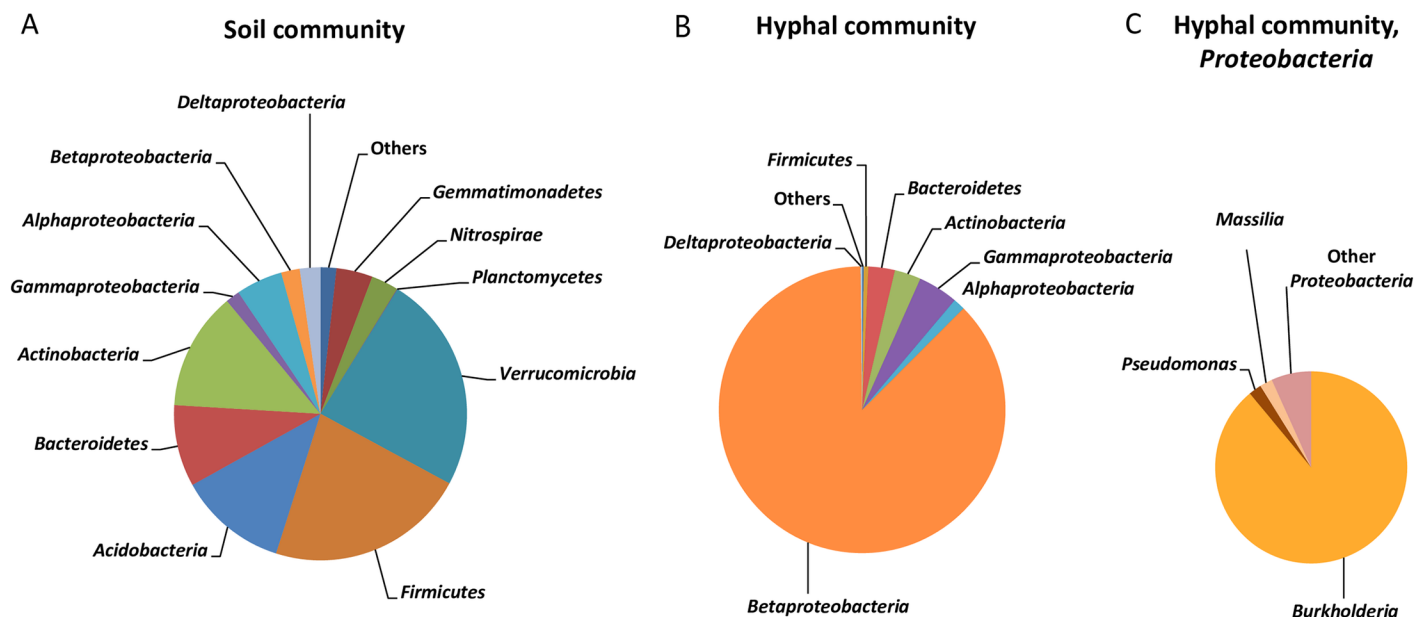 A
Soil community
Deltaproteobacteria
Others
Betaproteobacteria
Gemmatimonadetes
Alphaproteobacteria
Nitrospirae
Planctomycetes
Gammaproteobacteria
Actinobacteria
Verrucomicrobia
Bacteroidetes
Acidobacteria
Firmicutes
B
Hyphal community
Firmicutes
Bacteroidetes
Others
Actinobacteria
Deltaproteobacteria
Gammaproteobacteria
Alphaproteobacteria
Betaproteobacteria
C
Hyphal community,
Proteobacteria
Massilia
Other
Proteobacteria
Pseudomonas
Burkholderia